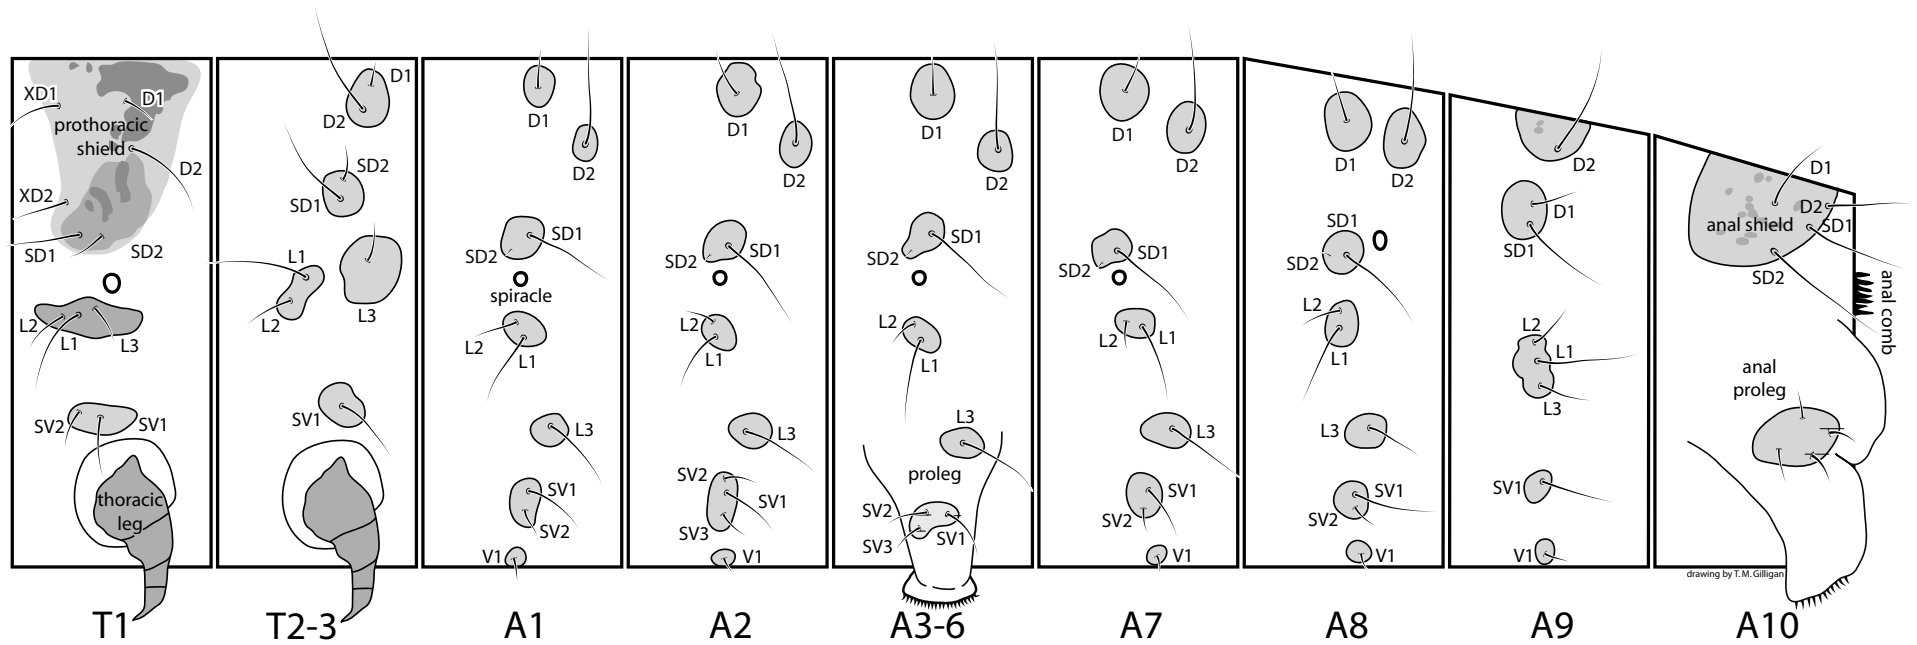 XD1
D1
prothoracic
shield
D2
XD2
SD1
SD2
L2
L1
L3
SV2
SV1
thoracic
leg
T1
D1
D2
SD2
SD1
L1
L2
L3
SV1
T2-3
D1
D2
SD1
SD2
spiracle
L2
L1
L3
SV1
SV2
V1
A1
D1
D2
SD1
SD2
L2
L1
L3
SV2
SV1
SV3
V1
A2
D1
D2
SD1
SD2
L2
L1
L3
proleg
SV2
SV1
SV3
A3-6
D1
D2
SD1
SD2
L2
L1
L3
SV1
SV2
V1
A7
D1
D2
SD1
SD2
L2
L1
L3
SV1
SV2
V1
A8
D2
D1
SD1
L2
L1
L3
SV1
V1
A9
D1
D2
SD1
anal shield
SD2
anal comb
anal
proleg
drawing by T. M. Gilligan
A10